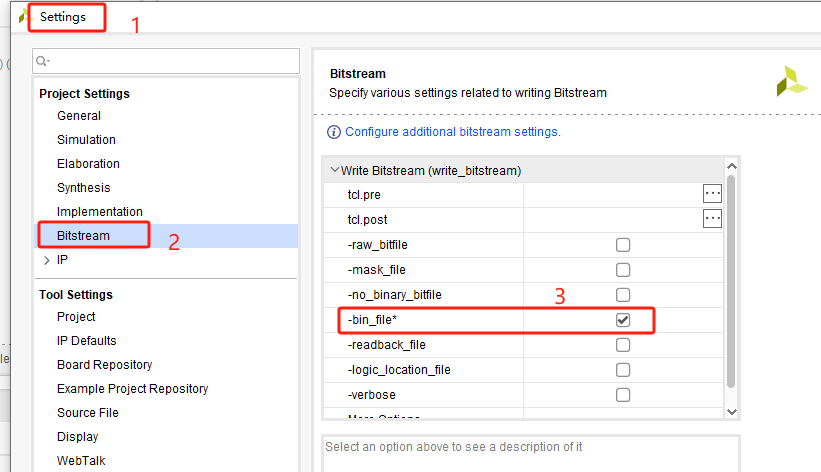 Settings
1
Project Settings
General
Simulation
Elaboration
Synthesis
Implementation
Bitstream
2
IP
Tool Settings
Project
IP Defaults
Board Repository
Example Project Repository
Source File
Display
WebTalk
Bitstream
Specify various settings related to writing Bitstream
Configure additional bitstream settings.
Write Bitstream (write_bitstream)
tcl.pre
tcl.post
-raw_bitfile
-mask_file
-no_binary_bitfile
3
-bin_file*
-readback_file
-logic_location_file
-verbose
More Options
Select an option above to see a description of it